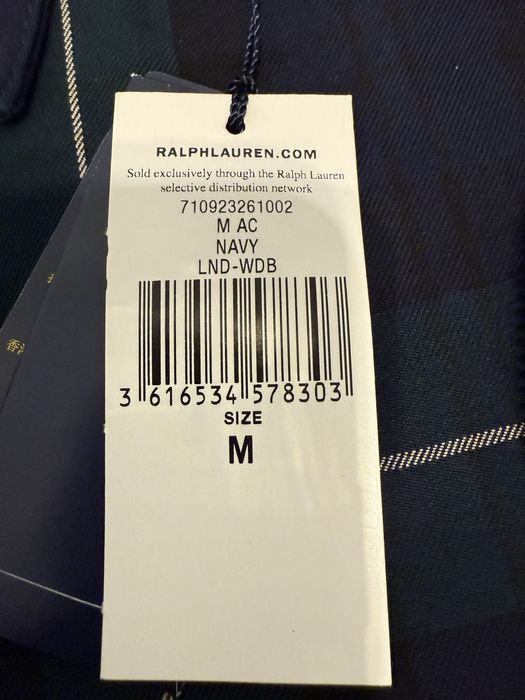 RALPHLAUREN.COM
Sold exclusively through the Ralph Lauren
selective distribution network
710923261002
M AC
NAVY
LND-WDB
3 616534 578303
SIZE
M
香